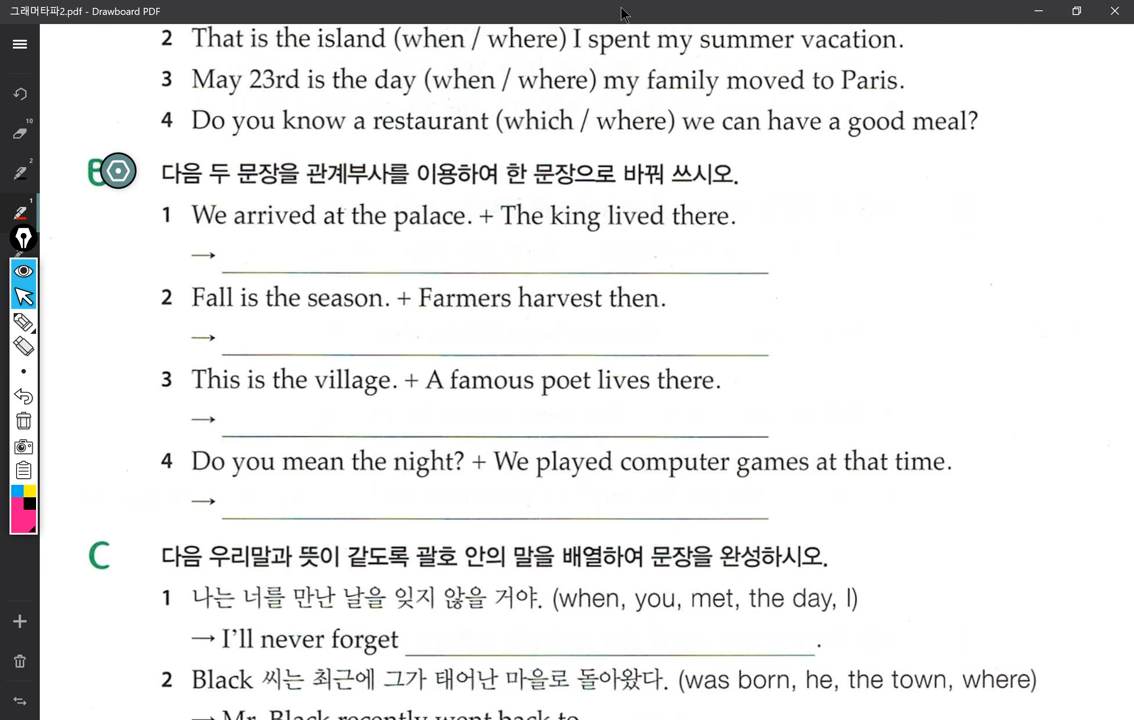 그래머타파2.pdf - Drawboard PDF
2 That is the island (when / where) I spent my summer vacation.
3 May 23rd is the day (when / where) my family moved to Paris.
10
4 Do you know a restaurant (which / where) we can have a good meal?
2
B 다음 두 문장을 관계부사를 이용하여 한 문장으로 바꿔 쓰시오.
1
1 We arrived at the palace. + The king lived there.
→
2 Fall is the season. + Farmers harvest then.
→
3 This is the village. + A famous poet lives there.
→
4 Do you mean the night? + We played computer games at that time.
→
C 다음 우리말과 뜻이 같도록 괄호 안의 말을 배열하여 문장을 완성하시오.
1 나는 너를 만난 날을 잊지 않을 거야. (when, you, met, the day, I)
→ I'll never forget .
2 Black 씨는 최근에 그가 태어난 마을로 돌아왔다. (was born, he, the town, where)
→ Mr. Black recently went back to